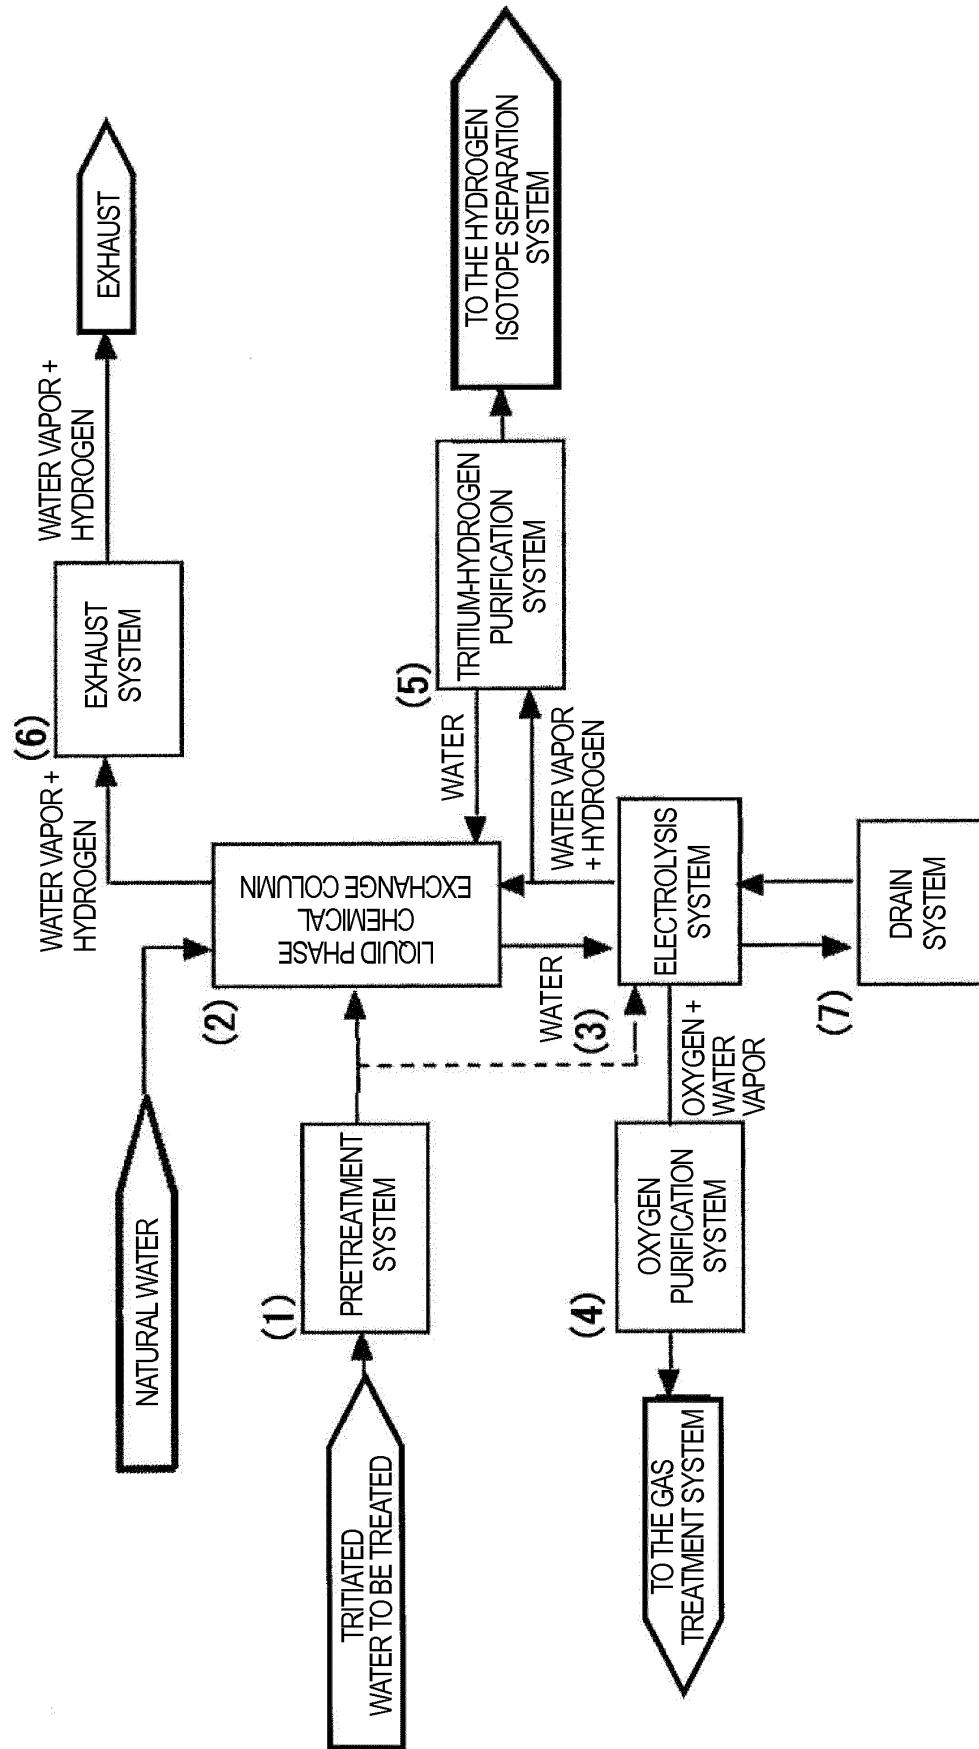 NATURAL WATER
WATER VAPOR +
HYDROGEN
(6)
EXHAUST
SYSTEM
WATER VAPOR +
HYDROGEN
EXHAUST
TRITIATED
WATER TO BE TREATED
(1)
PRETREATMENT
SYSTEM
(2)
LIQUID PHASE
CHEMICAL
EXCHANGE COLUMN
WATER
(5)
TRITIUM-HYDROGEN
PURIFICATION
SYSTEM
TO THE HYDROGEN
ISOTOPE SEPARATION
SYSTEM
WATER
WATER VAPOR
+ HYDROGEN
TO THE GAS
TREATMENT SYSTEM
(4)
OXYGEN
PURIFICATION
SYSTEM
OXYGEN +
WATER
VAPOR
(3)
ELECTROLYSIS
SYSTEM
(7)
DRAIN
SYSTEM